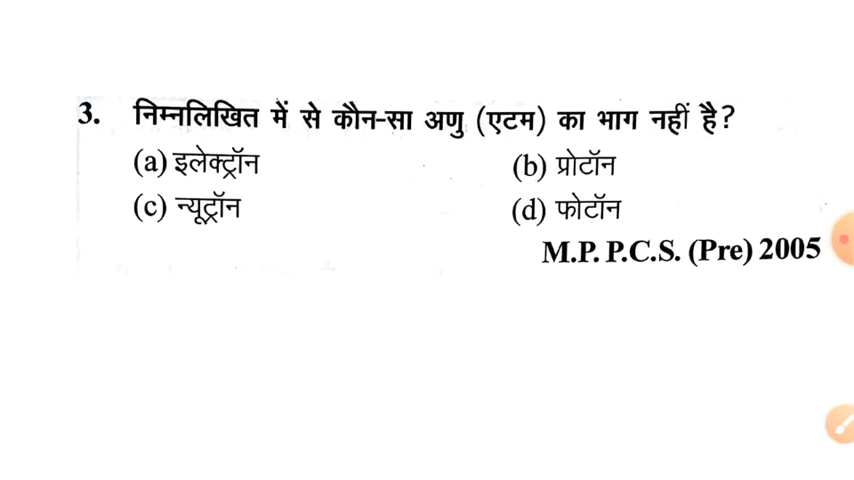 3. निम्नलिखित में से कौन-सा अणु (एटम) का भाग नहीं है?
(a) इलेक्ट्रॉन (b) प्रोटॉन
(c) न्यूट्रॉन (d) फोटॉन
M.P. P.C.S. (Pre) 2005